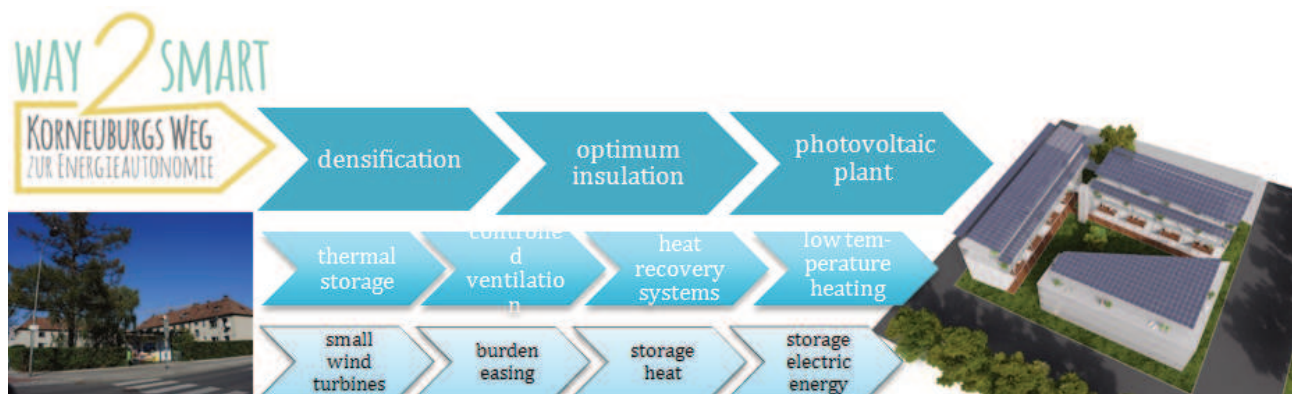 WAY 2 SMART
KORNEUBURGS WEG
ZUR ENERGIEAUTONOMIE
densification
optimum
insulation
photovoltaic
plant
thermal
storage
controlle
d
ventilatio
n
heat
recovery
systems
low tem-
perature
heating
small
wind
turbines
burden
easing
storage
heat
storage
electric
energy